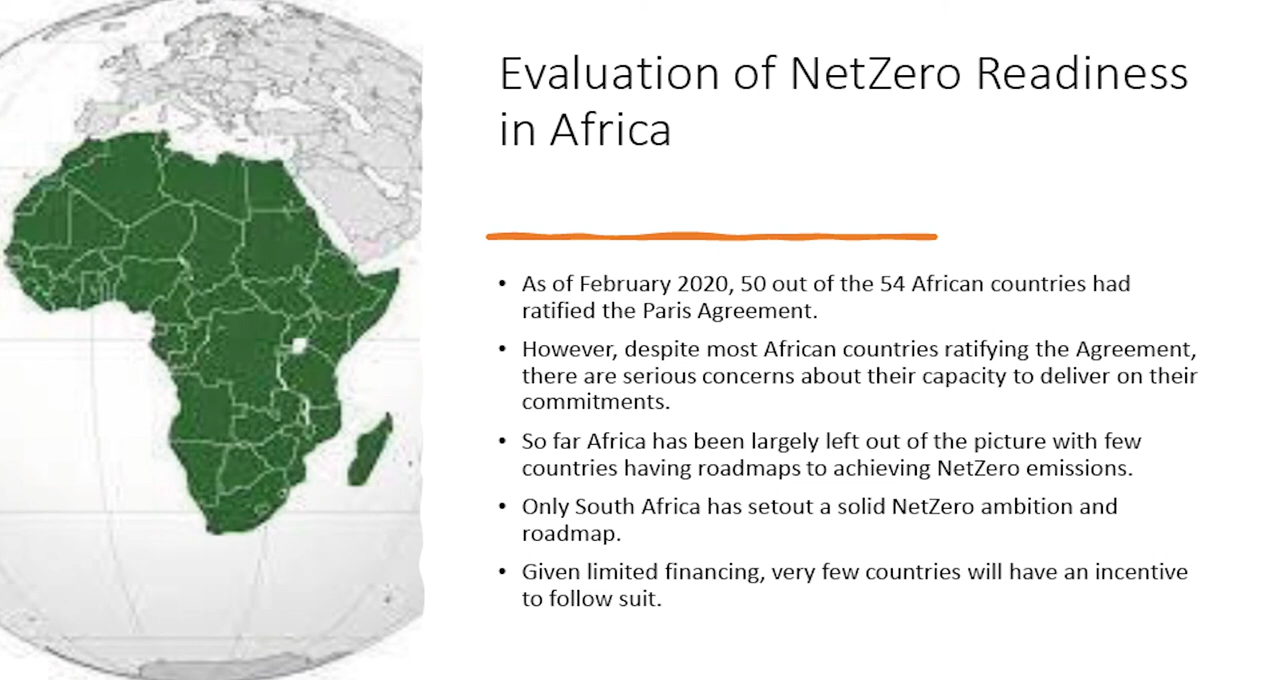 Evaluation of NetZero Readiness
in Africa
• As of February 2020, 50 out of the 54 African countries had
ratified the Paris Agreement.
• However, despite most African countries ratifying the Agreement,
there are serious concerns about their capacity to deliver on their
commitments.
• So far Africa has been largely left out of the picture with few
countries having roadmaps to achieving NetZero emissions.
• Only South Africa has setout a solid NetZero ambition and
roadmap.
• Given limited financing, very few countries will have an incentive
to follow suit.